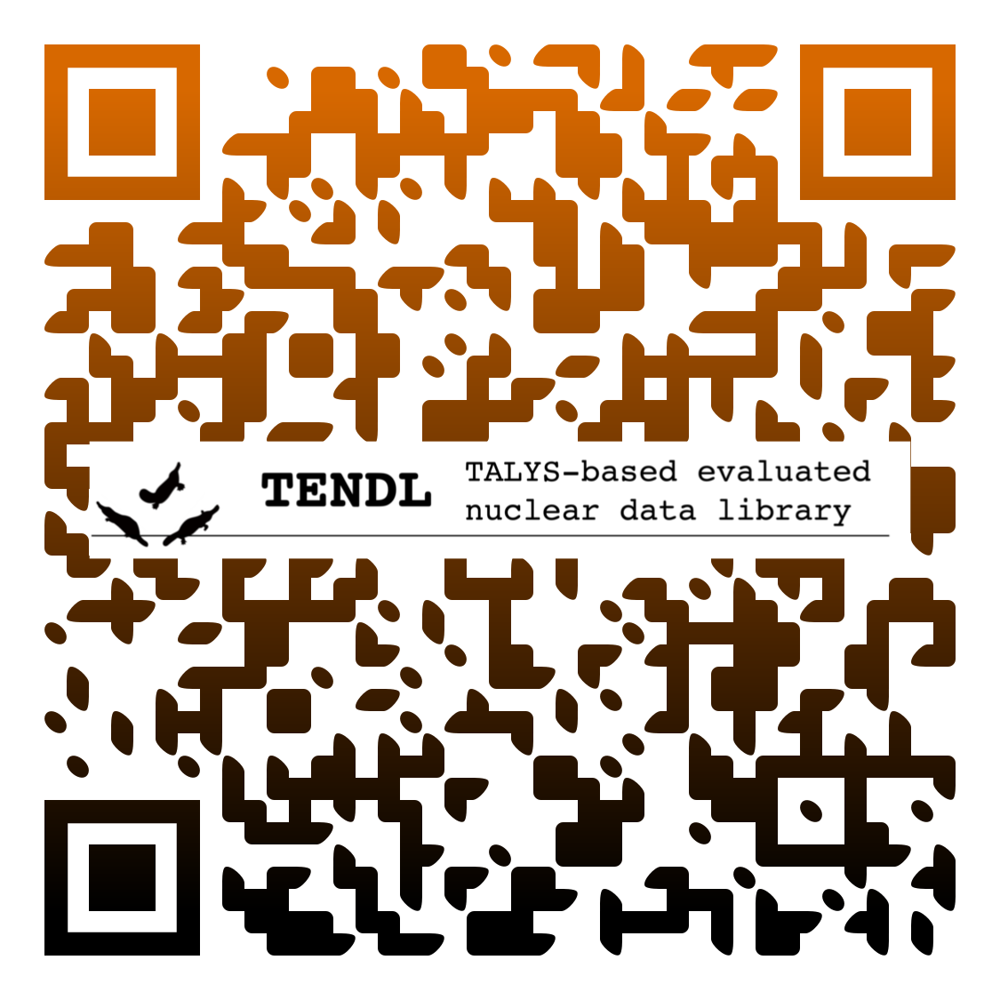 TENDL
TALYS-based evaluated
nuclear data library